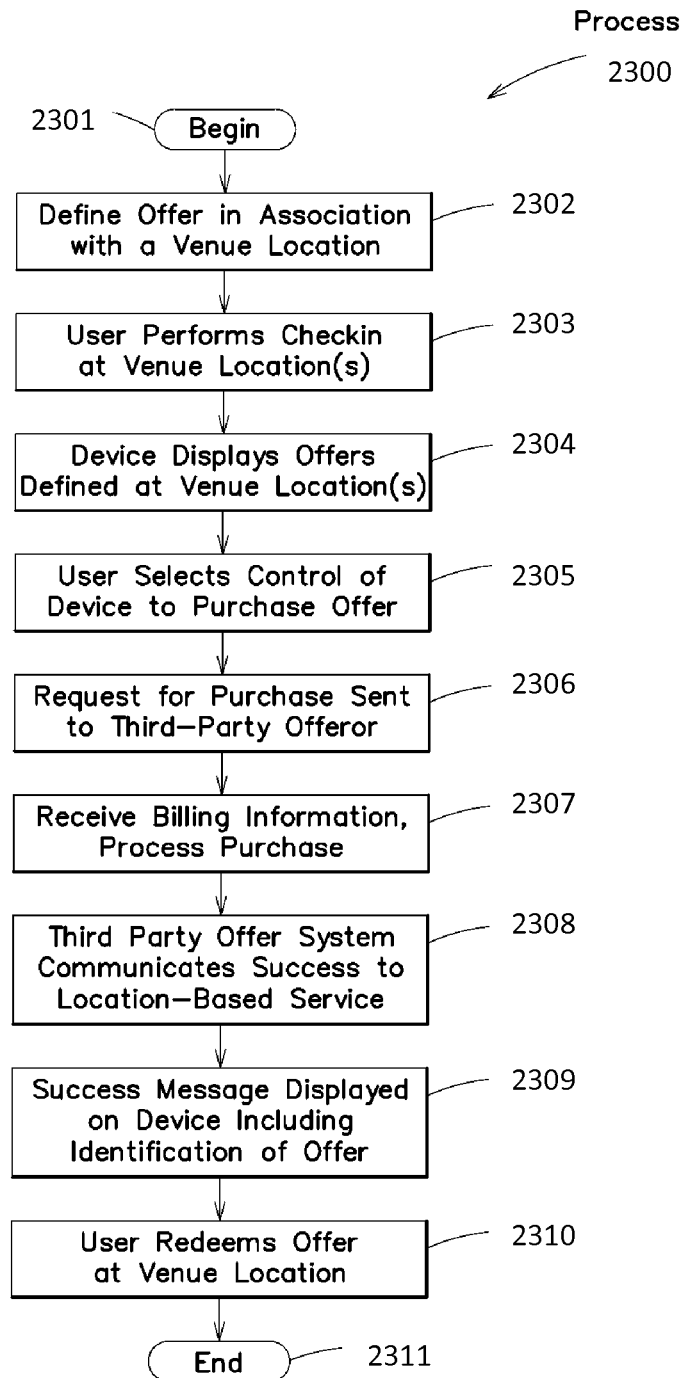 Process
2300
2301
Begin
Define Offer in Association
with a Venue Location
2302
User Performs Checkin
at Venue Location(s)
2303
Device Displays Offers
Defined at Venue Location(s)
2304
User Selects Control of
Device to Purchase Offer
2305
Request for Purchase Sent
to Third-Party Offeror
2306
Receive Billing Information,
Process Purchase
2307
Third Party Offer System
Communicates Success to
Location-Based Service
2308
Success Message Displayed
on Device Including
Identification of Offer
2309
User Redeems Offer
at Venue Location
2310
End
2311